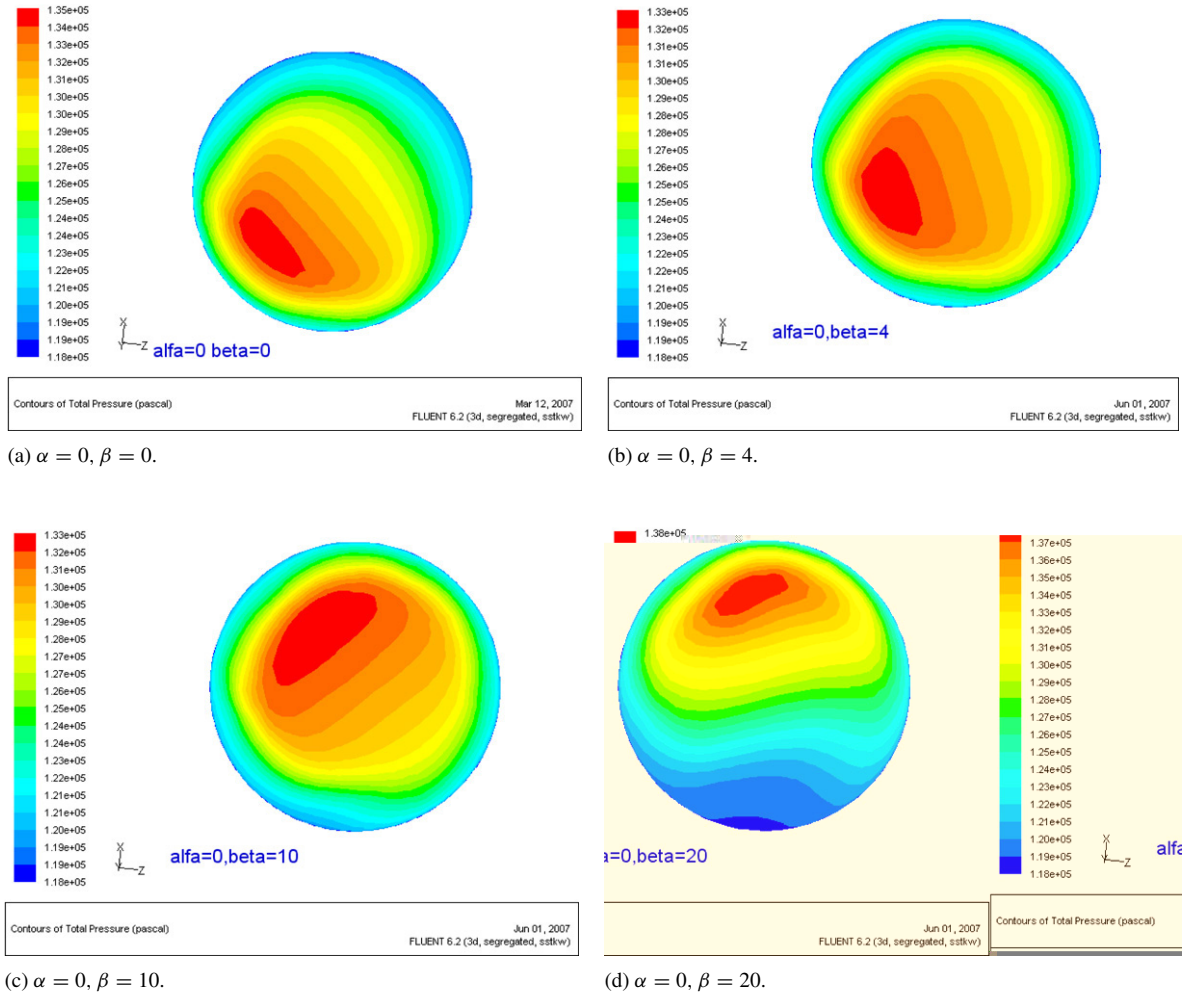 1.35e+05
1.34e+05
1.33e+05
1.32e+05
1.31e+05
1.31e+05
1.30e+05
1.29e+05
1.28e+05
1.27e+05
1.26e+05
1.25e+05
1.24e+05
1.24e+05
1.23e+05
1.22e+05
1.21e+05
1.20e+05
1.20e+05
1.19e+05
1.18e+05
X
Y
Z
alfa=0 beta=0
Contours of Total Pressure (pascal)
Mar 12, 2007
FLUENT 6.2 (3d, segregated, sstkw)
(a) α = 0, β = 0.
1.33e+05
1.32e+05
1.31e+05
1.31e+05
1.30e+05
1.29e+05
1.28e+05
1.28e+05
1.27e+05
1.26e+05
1.25e+05
1.25e+05
1.24e+05
1.23e+05
1.22e+05
1.22e+05
1.21e+05
1.20e+05
1.19e+05
1.19e+05
1.18e+05
X
Y
Z
alfa=0,beta=4
Contours of Total Pressure (pascal)
Jun 01, 2007
FLUENT 6.2 (3d, segregated, sstkw)
(b) α = 0, β = 4.
1.33e+05
1.32e+05
1.31e+05
1.31e+05
1.30e+05
1.29e+05
1.28e+05
1.28e+05
1.27e+05
1.26e+05
1.25e+05
1.25e+05
1.24e+05
1.23e+05
1.22e+05
1.22e+05
1.21e+05
1.20e+05
1.19e+05
1.19e+05
1.18e+05
X
Y
Z
alfa=0,beta=10
Contours of Total Pressure (pascal)
Jun 01, 2007
FLUENT 6.2 (3d, segregated, sstkw)
(c) α = 0, β = 10.
1.38e+05
1.37e+05
1.36e+05
1.35e+05
1.34e+05
1.33e+05
1.32e+05
1.31e+05
1.30e+05
1.29e+05
1.28e+05
1.27e+05
1.26e+05
1.25e+05
1.24e+05
1.23e+05
1.22e+05
1.21e+05
1.20e+05
1.19e+05
1.18e+05
X
Y
Z
a=0,beta=20
alfa
Jun 01, 2007
FLUENT 6.2 (3d, segregated, sstkw)
Contours of Total Pressure (pascal)
(d) α = 0, β = 20.